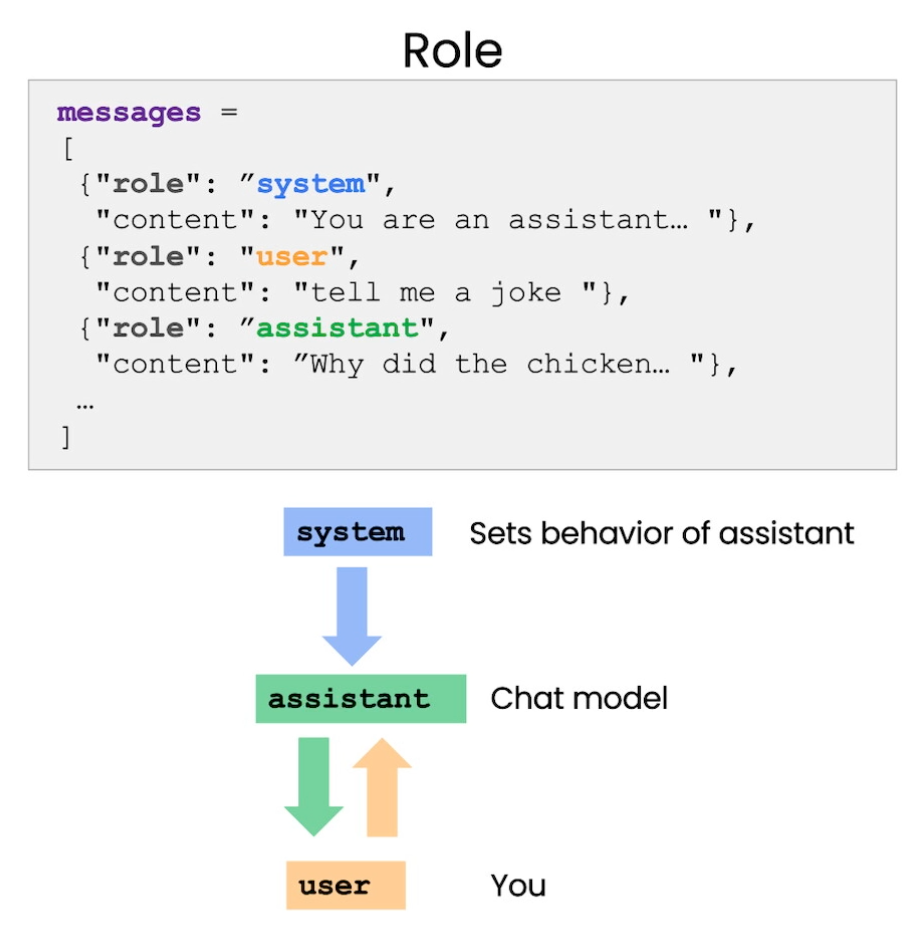 Role
messages =
[
{"role": ”system",
"content": "You are an assistant… "},
{"role": "user",
"content": "tell me a joke "},
{"role": ”assistant",
"content": ”Why did the chicken… "},
…
]
system Sets behavior of assistant
assistant Chat model
user You